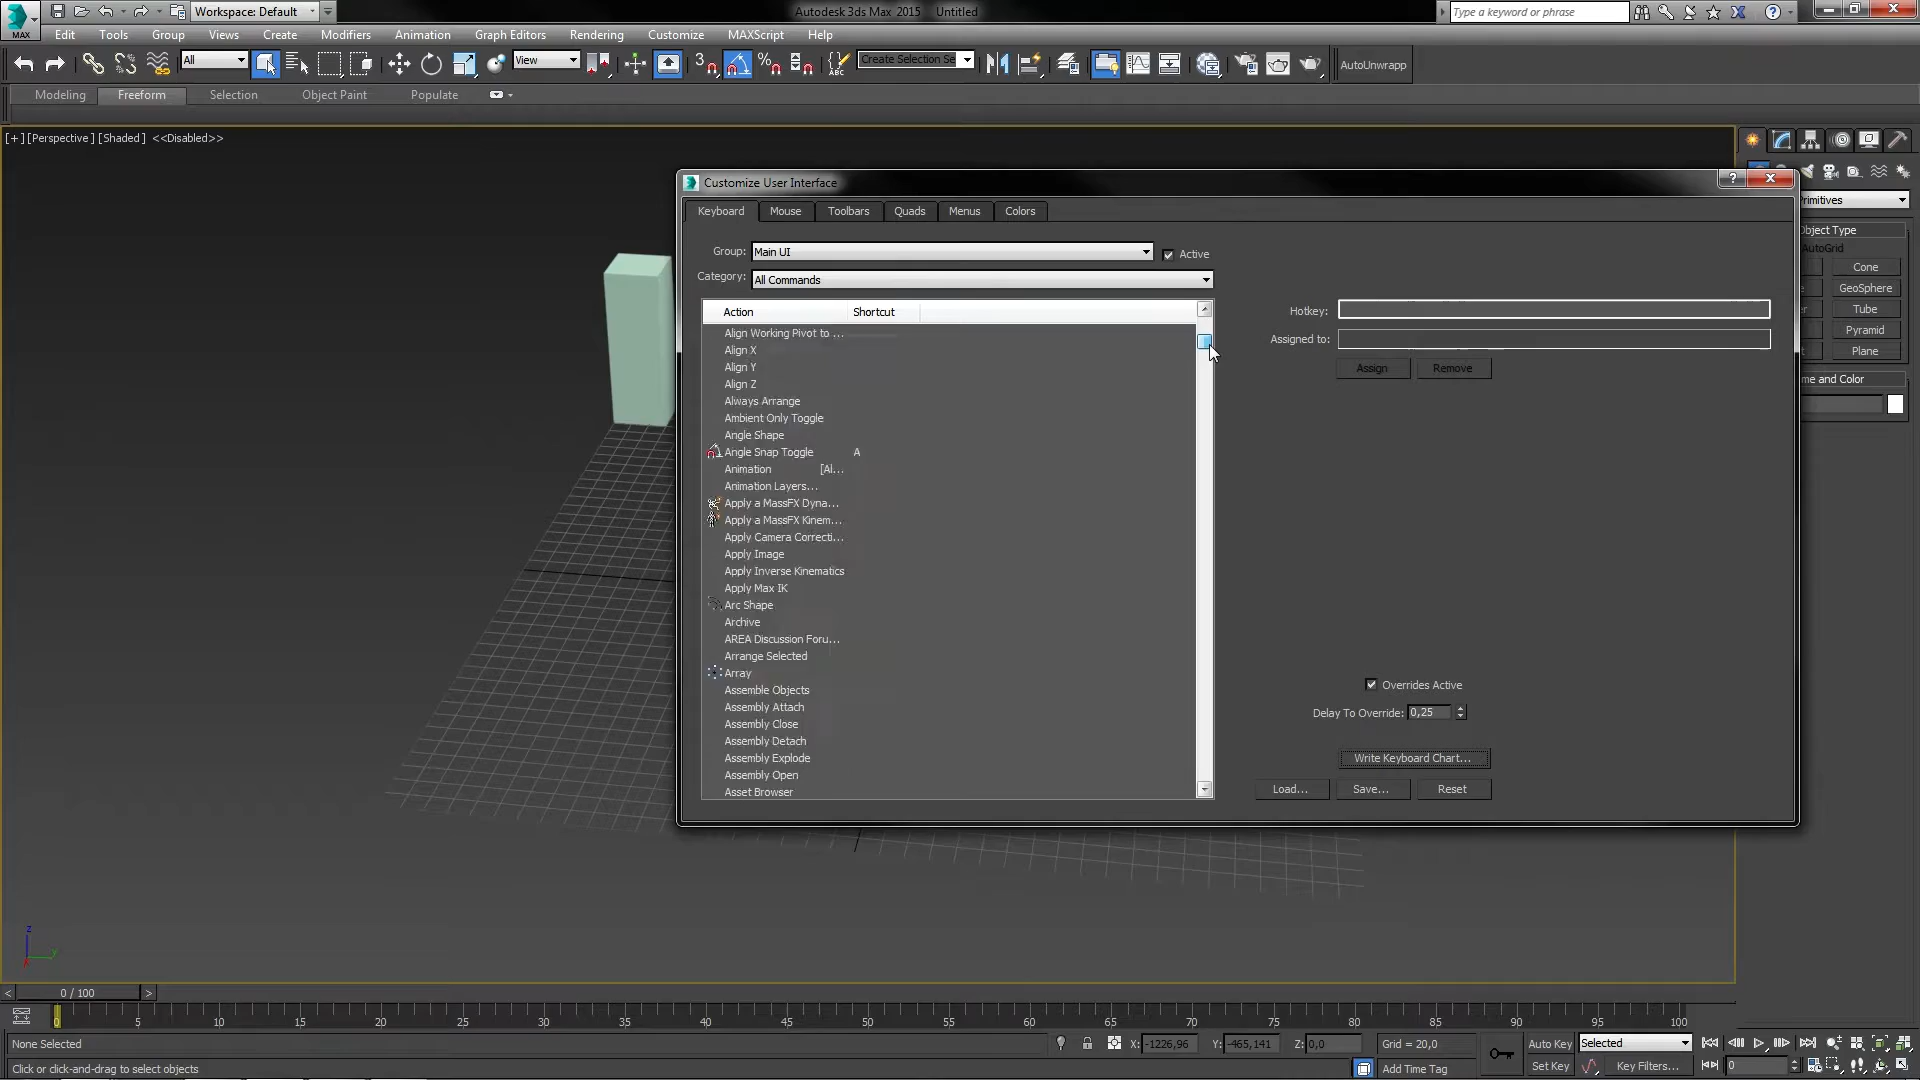 Workspace: Default
Autodesk 3ds Max 2015 Untitled
Type a keyword or phrase
MAX
Edit Tools Group Views Create Modifiers Animation Graph Editors Rendering Customize MAXScript Help
All
View
3
Create Selection Se
ABC
AutoUnwrapp
Modeling Freeform Selection Object Paint Populate
[+] [Perspective] [Shaded] <<Disabled>>
Customize User Interface
Keyboard Mouse Toolbars Quads Menus Colors
Group: Main UI
Active
Category: All Commands
Action Shortcut
Align Working Pivot to ...
Align X
Align Y
Align Z
Always Arrange
Ambient Only Toggle
Angle Shape
Angle Snap Toggle A
Animation [Al...
Animation Layers...
Apply a MassFX Dyna...
Apply a MassFX Kinem...
Apply Camera Correcti...
Apply Image
Apply Inverse Kinematics
Apply Max IK
Arc Shape
Archive
AREA Discussion Foru...
Arrange Selected
Array
Assemble Objects
Assembly Attach
Assembly Close
Assembly Detach
Assembly Explode
Assembly Open
Asset Browser
Hotkey:
Assigned to:
Assign Remove
Overrides Active
Delay To Override: 0,25
Write Keyboard Chart...
Load... Save... Reset
rimitives
bject Type
AutoGrid
Cone
GeoSphere
Tube
Pyramid
Plane
me and Color
z
y
0 / 100
0 5 10 15 20 25 30 35 40 45 50 55 60 65 70 75 80 85 90 95 100
None Selected
X: -1226,96 Y: -465,141 Z: 0,0 Grid = 20,0
Auto Key Selected
Click or click-and-drag to select objects
Add Time Tag
Set Key Key Filters... 0